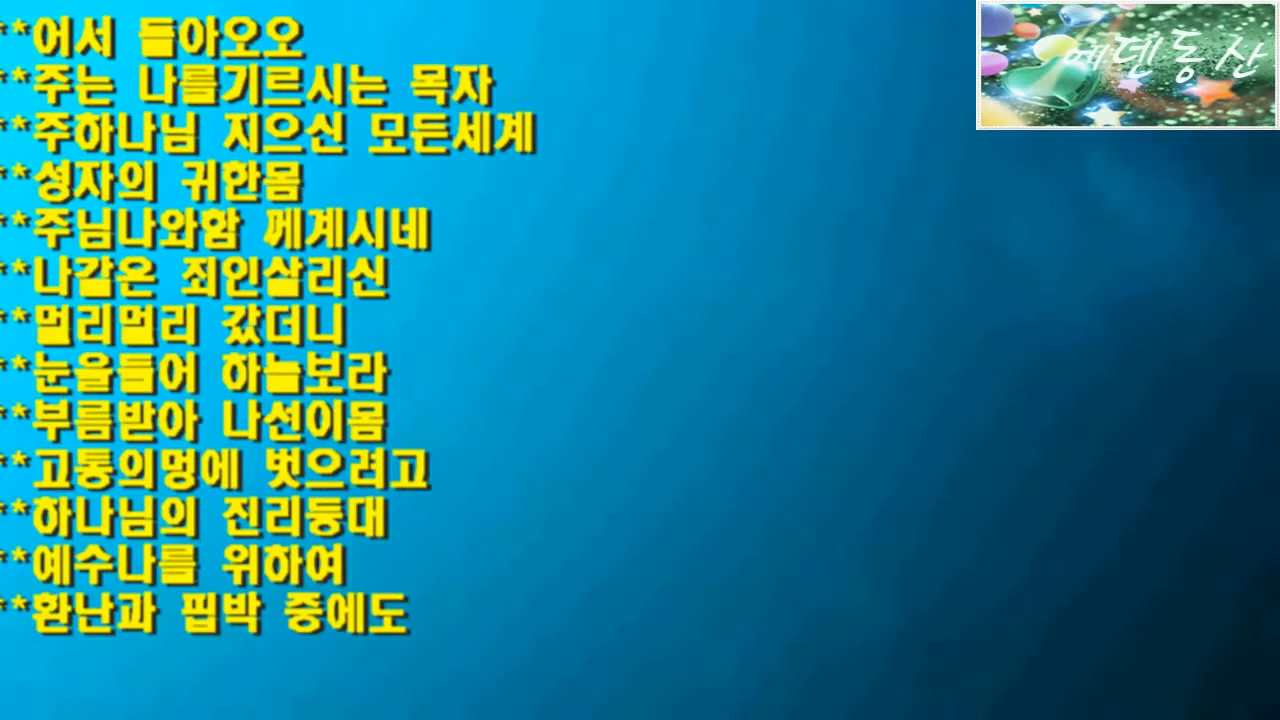 **어서 돌아오오
**주는 나를기르시는 목자
**주하나님 지으신 모든세계
**성자의 귀한몸
**주님나와함 께계시네
**나같은 죄인살리신
**멀리멀리 갔더니
**눈을들어 하늘보라
**부름받아 나선이몸
**고통의멍에 벗으려고
**하나님의 진리등대
**예수나를 위하여
**환난과 핍박 중에도
에덴동산